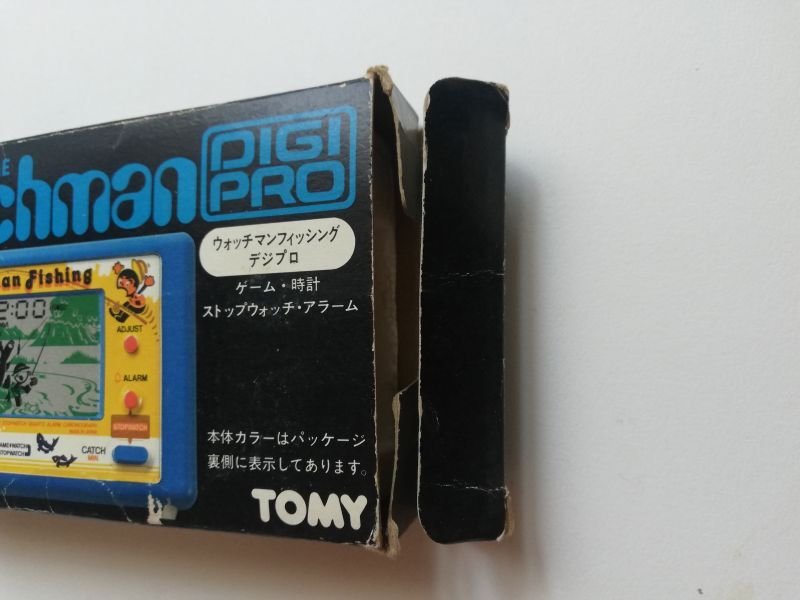 chman
DIGI
PRO
ウォッチマンフィッシング
デジプロ
ゲーム・時計
ストップウォッチ・アラーム
an Fishing
2:00
ADJUST
ALARM
STOPWATCH
CATCH
MIN
STOPWATCH
本体カラーはパッケージ
裏側に表示してあります。
TOMY